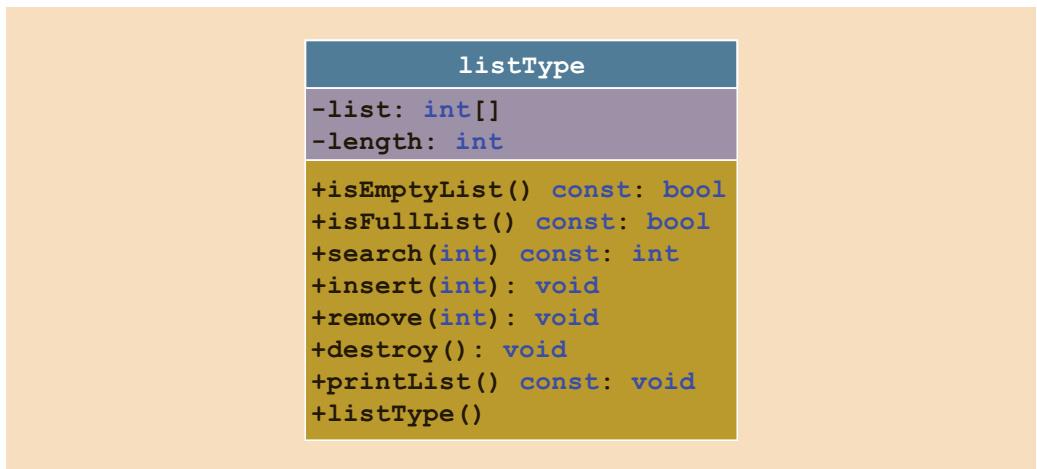 listType
-list: int[]
-length: int
+isEmptyList() const: bool
+isFullList() const: bool
+search(int) const: int
+insert(int): void
+remove(int): void
+destroy(): void
+printList() const: void
+listType()